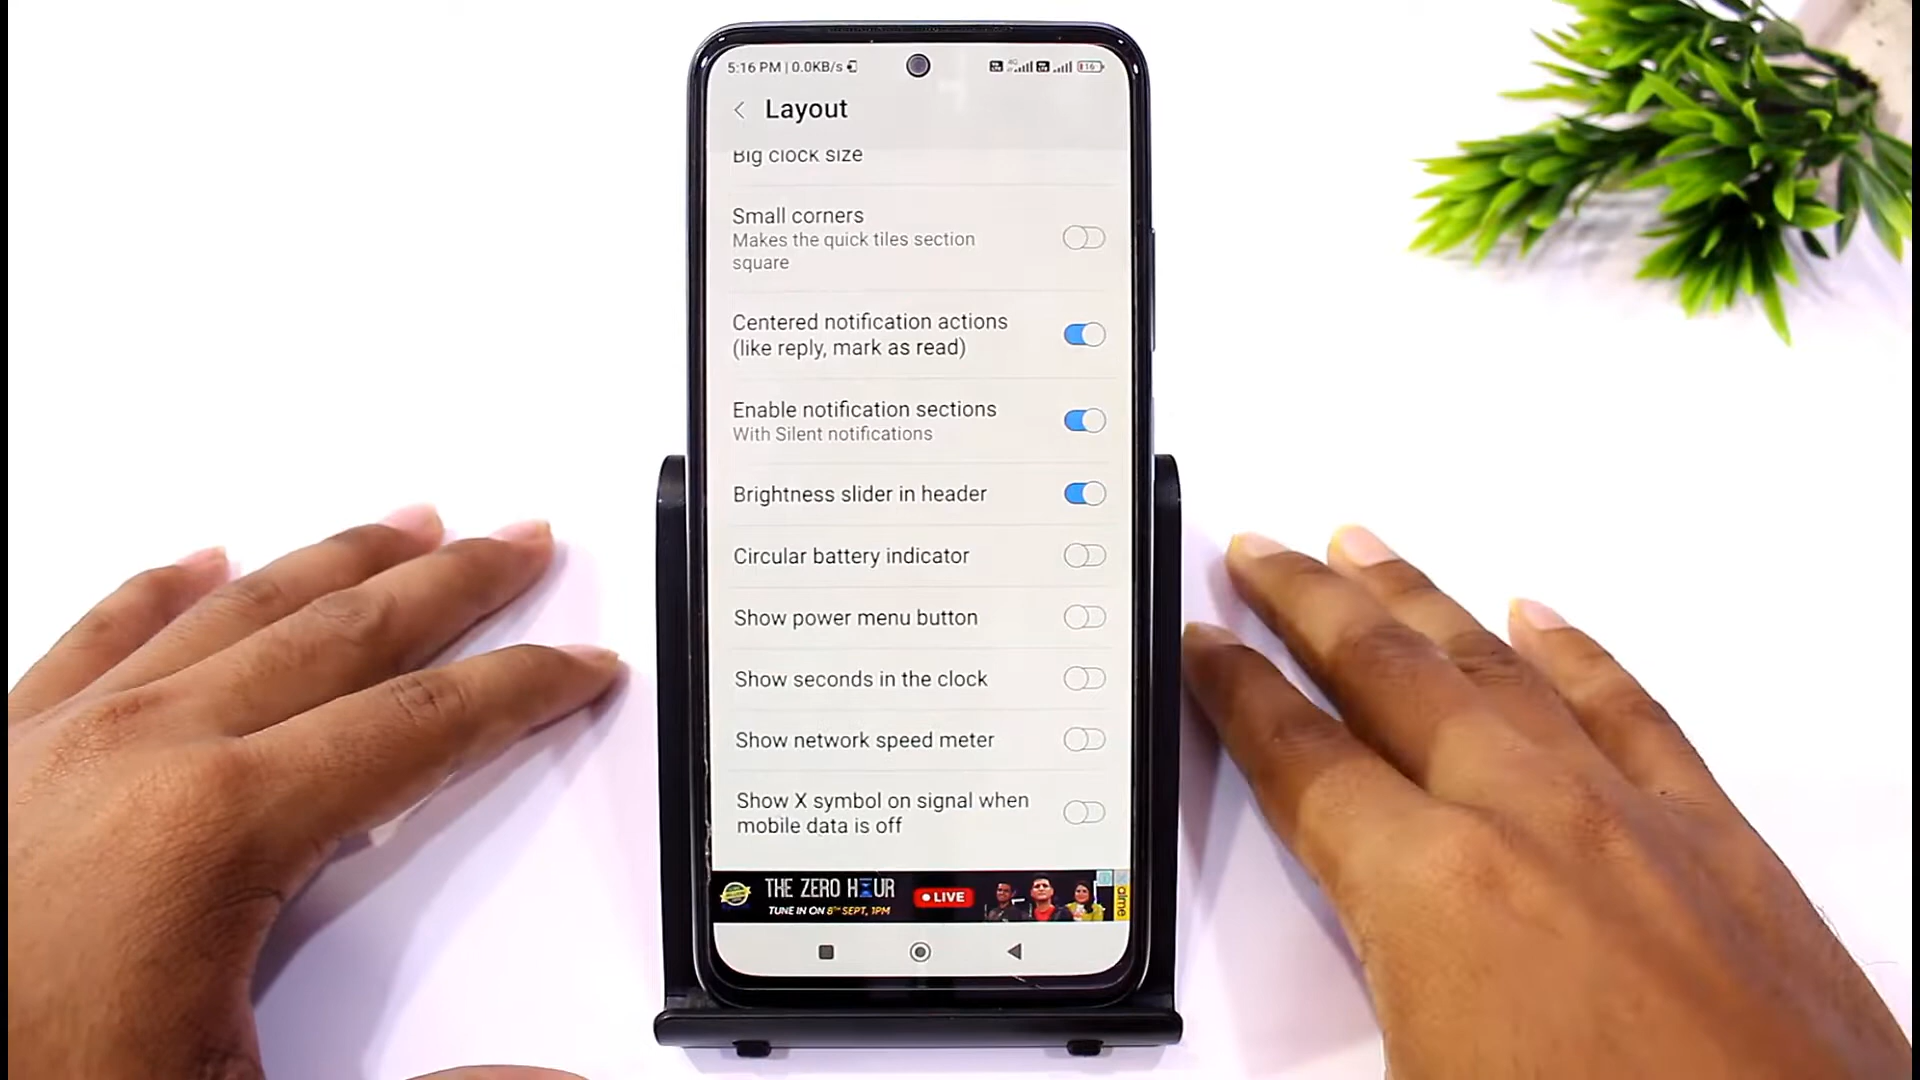 5:16 PM | 0.0KB/s
16
Layout
Big clock size
Small corners
Makes the quick tiles section
square
Centered notification actions
(like reply, mark as read)
Enable notification sections
With Silent notifications
Brightness slider in header
Circular battery indicator
Show power menu button
Show seconds in the clock
Show network speed meter
Show X symbol on signal when
mobile data is off
THE ZERO HOUR
LIVE
TUNE IN ON 8TH SEPT, 1PM